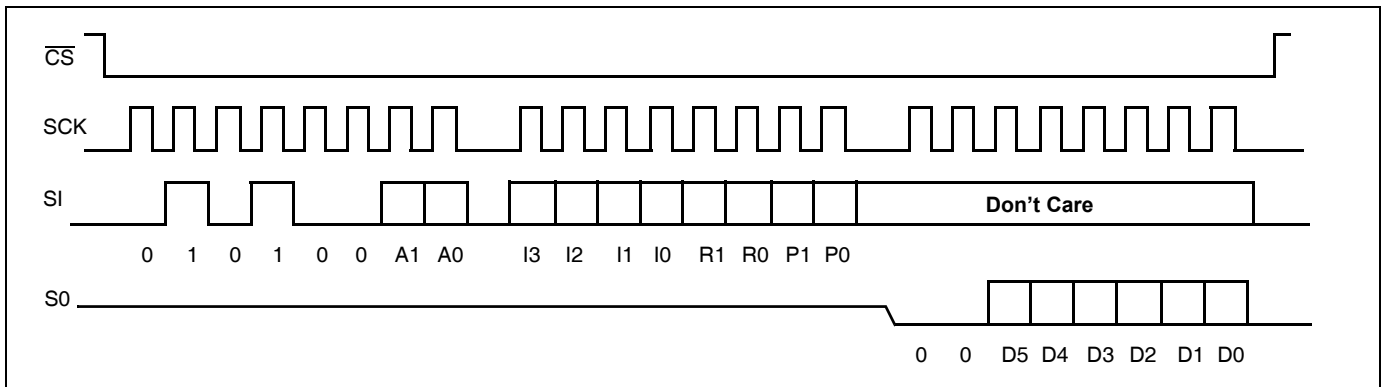 CS
SCK
SI
Don't Care
0 1 0 1 0 0 A1 A0 I3 I2 I1 I0 R1 R0 P1 P0
S0
0 0 D5 D4 D3 D2 D1 D0